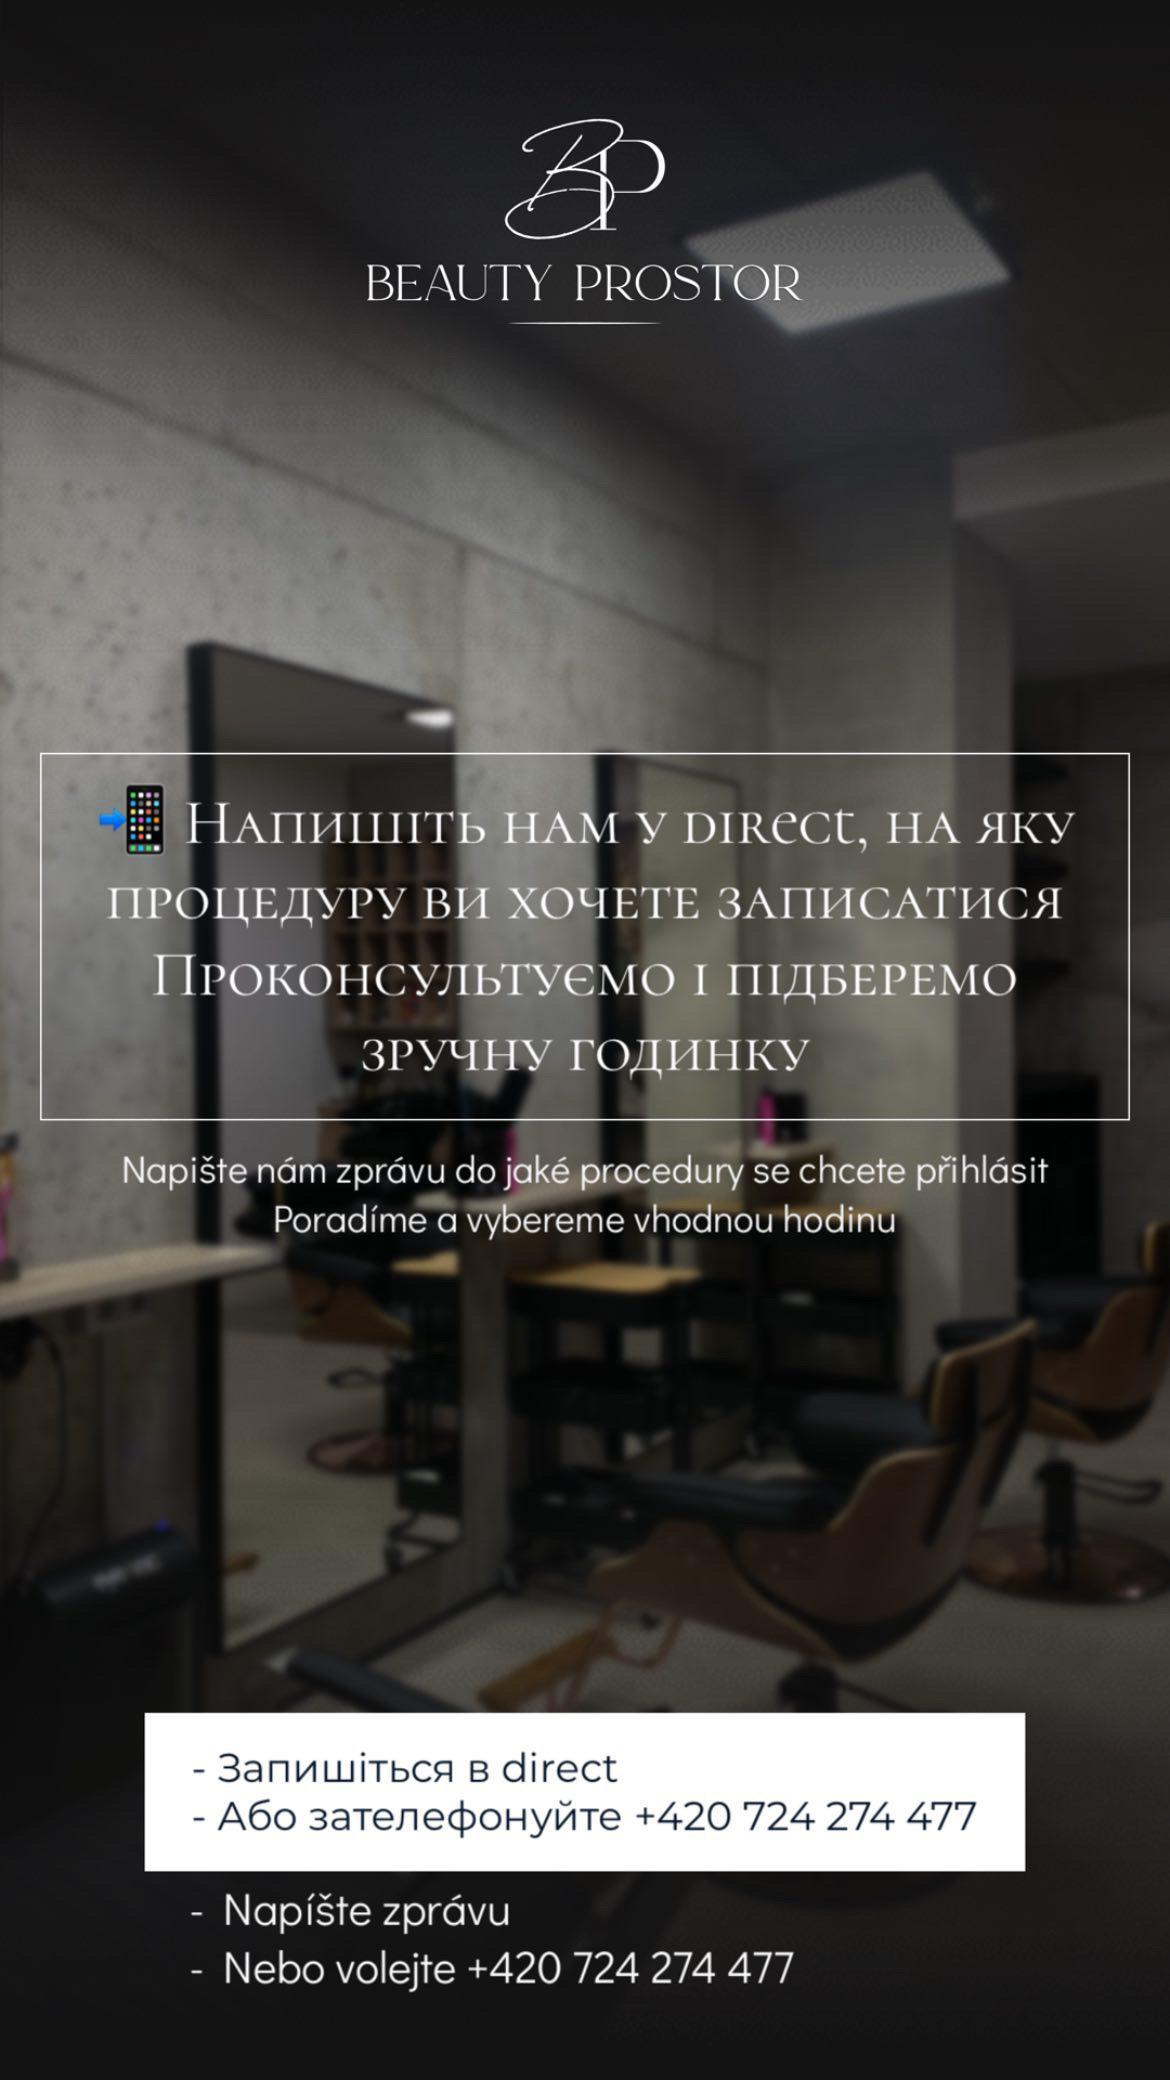 BP
BEAUTY PROSTOR
📲 Напишіть нам у direct, на яку
процедуру ви хочете записатися
Проконсультуємо і підберемо
зручну годинку
Napište nám zprávu do jaké procedury se chcete přihlásit
Poradíme a vybereme vhodnou hodinu
- Запишіться в direct
- Або зателефонуйте +420 724 274 477
- Napíšte zprávu
- Nebo volejte +420 724 274 477